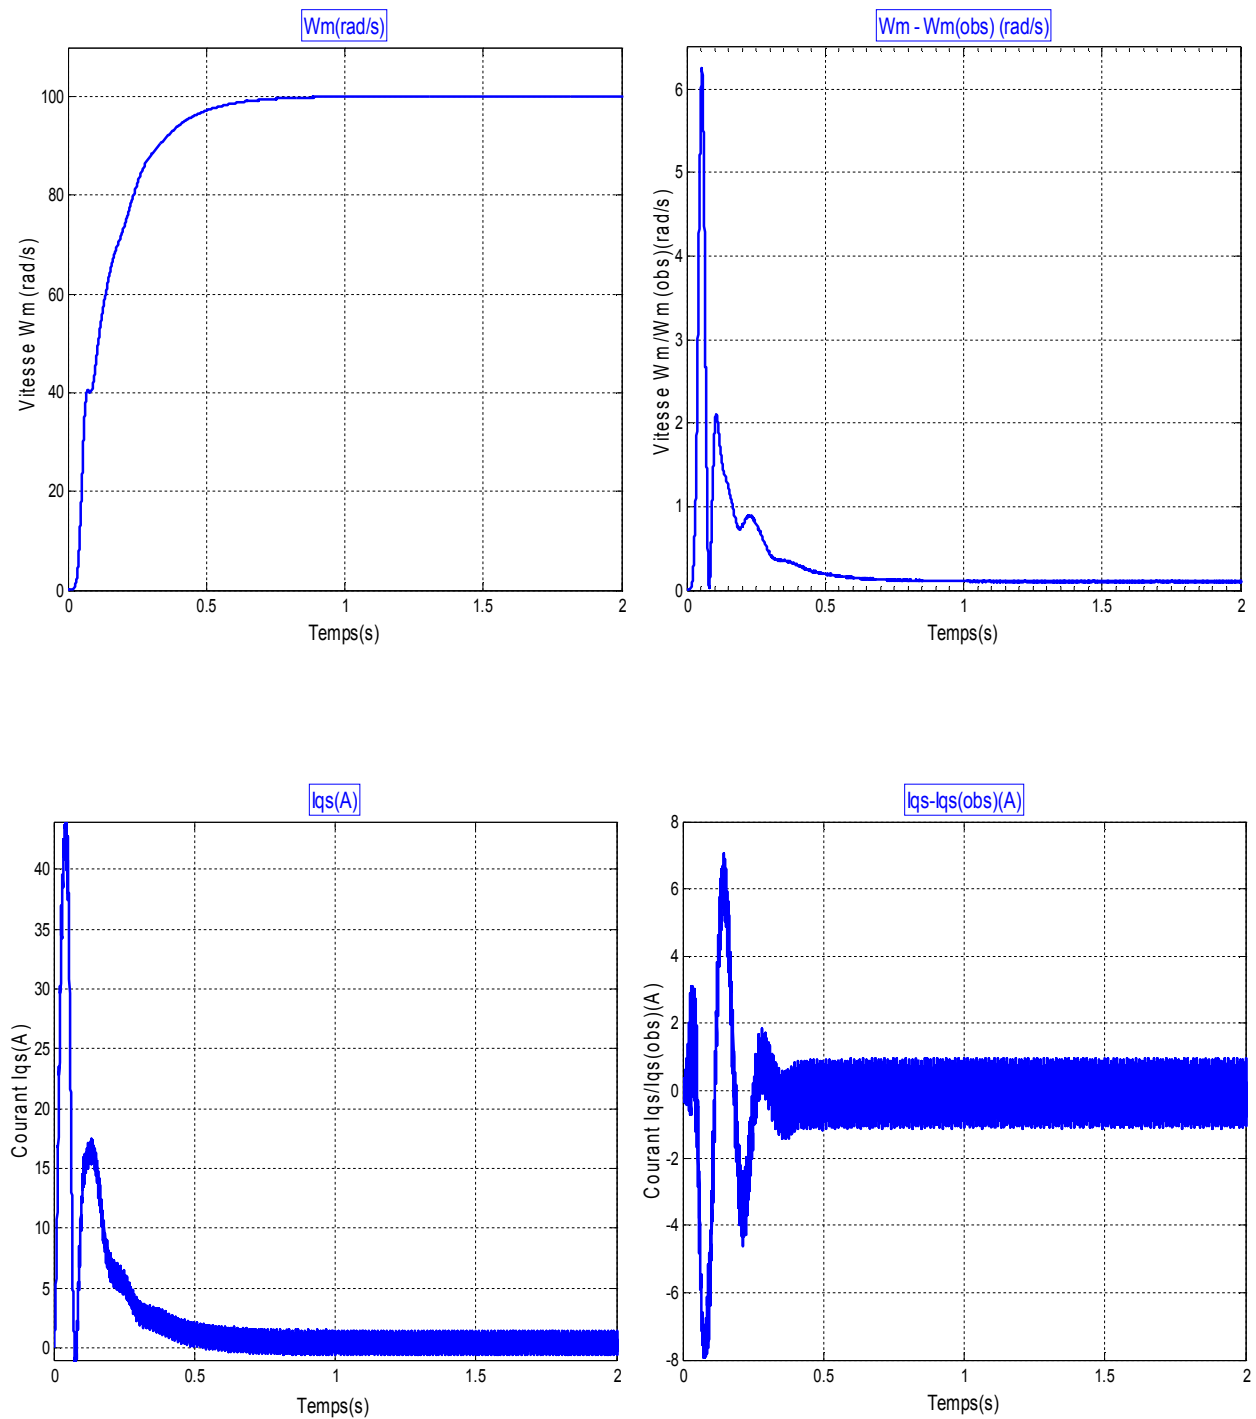 Wm(rad/s)
Vitesse Wm (rad/s)
100
80
60
40
20
0
0 0.5 1 1.5 2
Temps(s)
Wm - Wm(obs) (rad/s)
Vitesse Wm/Wm (obs)(rad/s)
6
5
4
3
2
1
0
0 0.5 1 1.5 2
Temps(s)
Iqs(A)
Courant Iqs(A)
40
35
30
25
20
15
10
5
0
0 0.5 1 1.5 2
Temps(s)
Iqs-Iqs(obs)(A)
Courant Iqs/Iqs(obs)(A)
8
6
4
2
0
-2
-4
-6
-8
0 0.5 1 1.5 2
Temps(s)